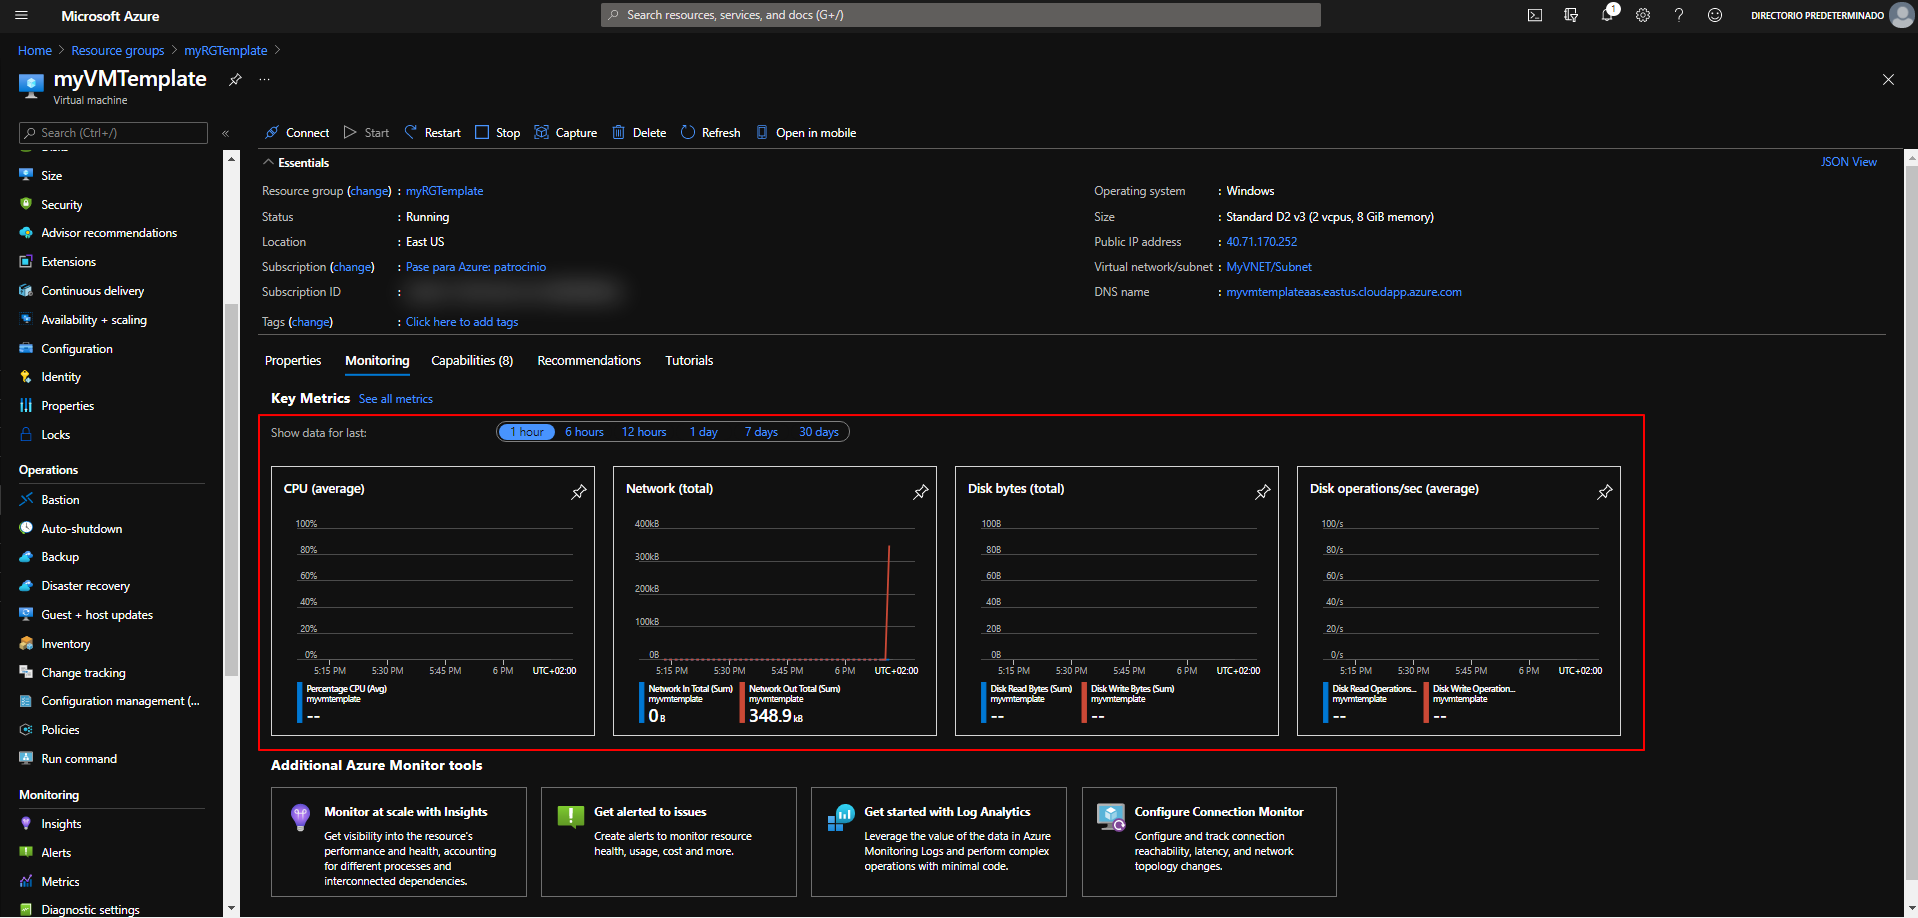 Microsoft Azure
Search resources, services, and docs (G+/)
1
DIRECTORIO PREDETERMINADO
Home > Resource groups > myRGTemplate >
myVMTemplate
Virtual machine
Search (Ctrl+/)
Size
Security
Advisor recommendations
Extensions
Continuous delivery
Availability + scaling
Configuration
Identity
Properties
Locks
Operations
Bastion
Auto-shutdown
Backup
Disaster recovery
Guest + host updates
Inventory
Change tracking
Configuration management (...
Policies
Run command
Monitoring
Insights
Alerts
Metrics
Diagnostic settings
Connect Start Restart Stop Capture Delete Refresh Open in mobile
Essentials
JSON View
Resource group (change) : myRGTemplate
Status : Running
Location : East US
Subscription (change) : Pase para Azure: patrocinio
Subscription ID :
Tags (change) : Click here to add tags
Operating system : Windows
Size : Standard D2 v3 (2 vcpus, 8 GiB memory)
Public IP address : 40.71.170.252
Virtual network/subnet : MyVNET/Subnet
DNS name : myvmtemplateaas.eastus.cloudapp.azure.com
Properties Monitoring Capabilities (8) Recommendations Tutorials
Key Metrics See all metrics
Show data for last: 1 hour 6 hours 12 hours 1 day 7 days 30 days
CPU (average)
100%
80%
60%
40%
20%
0%
5:15 PM 5:30 PM 5:45 PM 6 PM UTC+02:00
Percentage CPU (Avg)
myvmtemplate
--
Network (total)
400kB
300kB
200kB
100kB
0B
5:15 PM 5:30 PM 5:45 PM 6 PM UTC+02:00
Network In Total (Sum) Network Out Total (Sum)
myvmtemplate myvmtemplate
0 B 348.9 kB
Disk bytes (total)
100B
80B
60B
40B
20B
0B
5:15 PM 5:30 PM 5:45 PM 6 PM UTC+02:00
Disk Read Bytes (Sum) Disk Write Bytes (Sum)
myvmtemplate myvmtemplate
-- --
Disk operations/sec (average)
100/s
80/s
60/s
40/s
20/s
0/s
5:15 PM 5:30 PM 5:45 PM 6 PM UTC+02:00
Disk Read Operations... Disk Write Operation...
myvmtemplate myvmtemplate
-- --
Additional Azure Monitor tools
Monitor at scale with Insights
Get visibility into the resource's
performance and health, accounting
for different processes and
interconnected dependencies.
Get alerted to issues
Create alerts to monitor resource
health, usage, cost and more.
Get started with Log Analytics
Leverage the value of the data in Azure
Monitoring Logs and perform complex
operations with minimal code.
Configure Connection Monitor
Configure and track connection
reachability, latency, and network
topology changes.